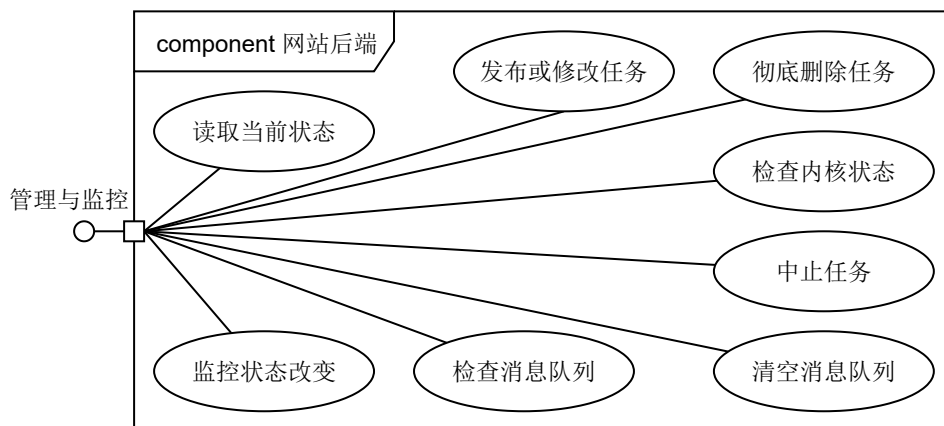 component 网站后端
发布或修改任务
彻底删除任务
读取当前状态
检查内核状态
管理与监控
中止任务
监控状态改变
检查消息队列
清空消息队列